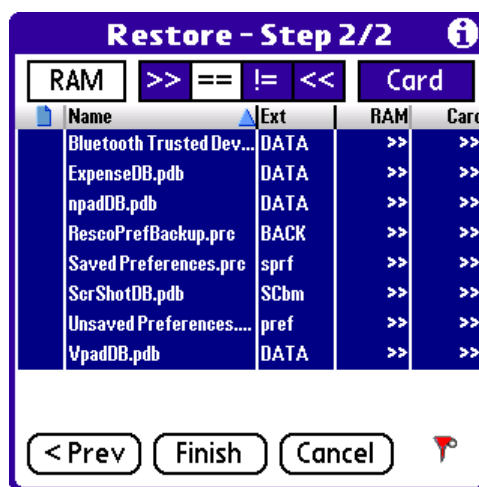 Restore - Step 2/2
RAM >> == != << Card
Name Ext RAM Card
Bluetooth Trusted Dev... DATA >> >>
ExpenseDB.pdb DATA >> >>
npadDB.pdb DATA >> >>
RescoPrefBackup.prc BACK >> >>
Saved Preferences.prc sprf >> >>
ScrShotDB.pdb SCbm >> >>
Unsaved Preferences.... pref >> >>
VpadDB.pdb DATA >> >>
< Prev Finish Cancel